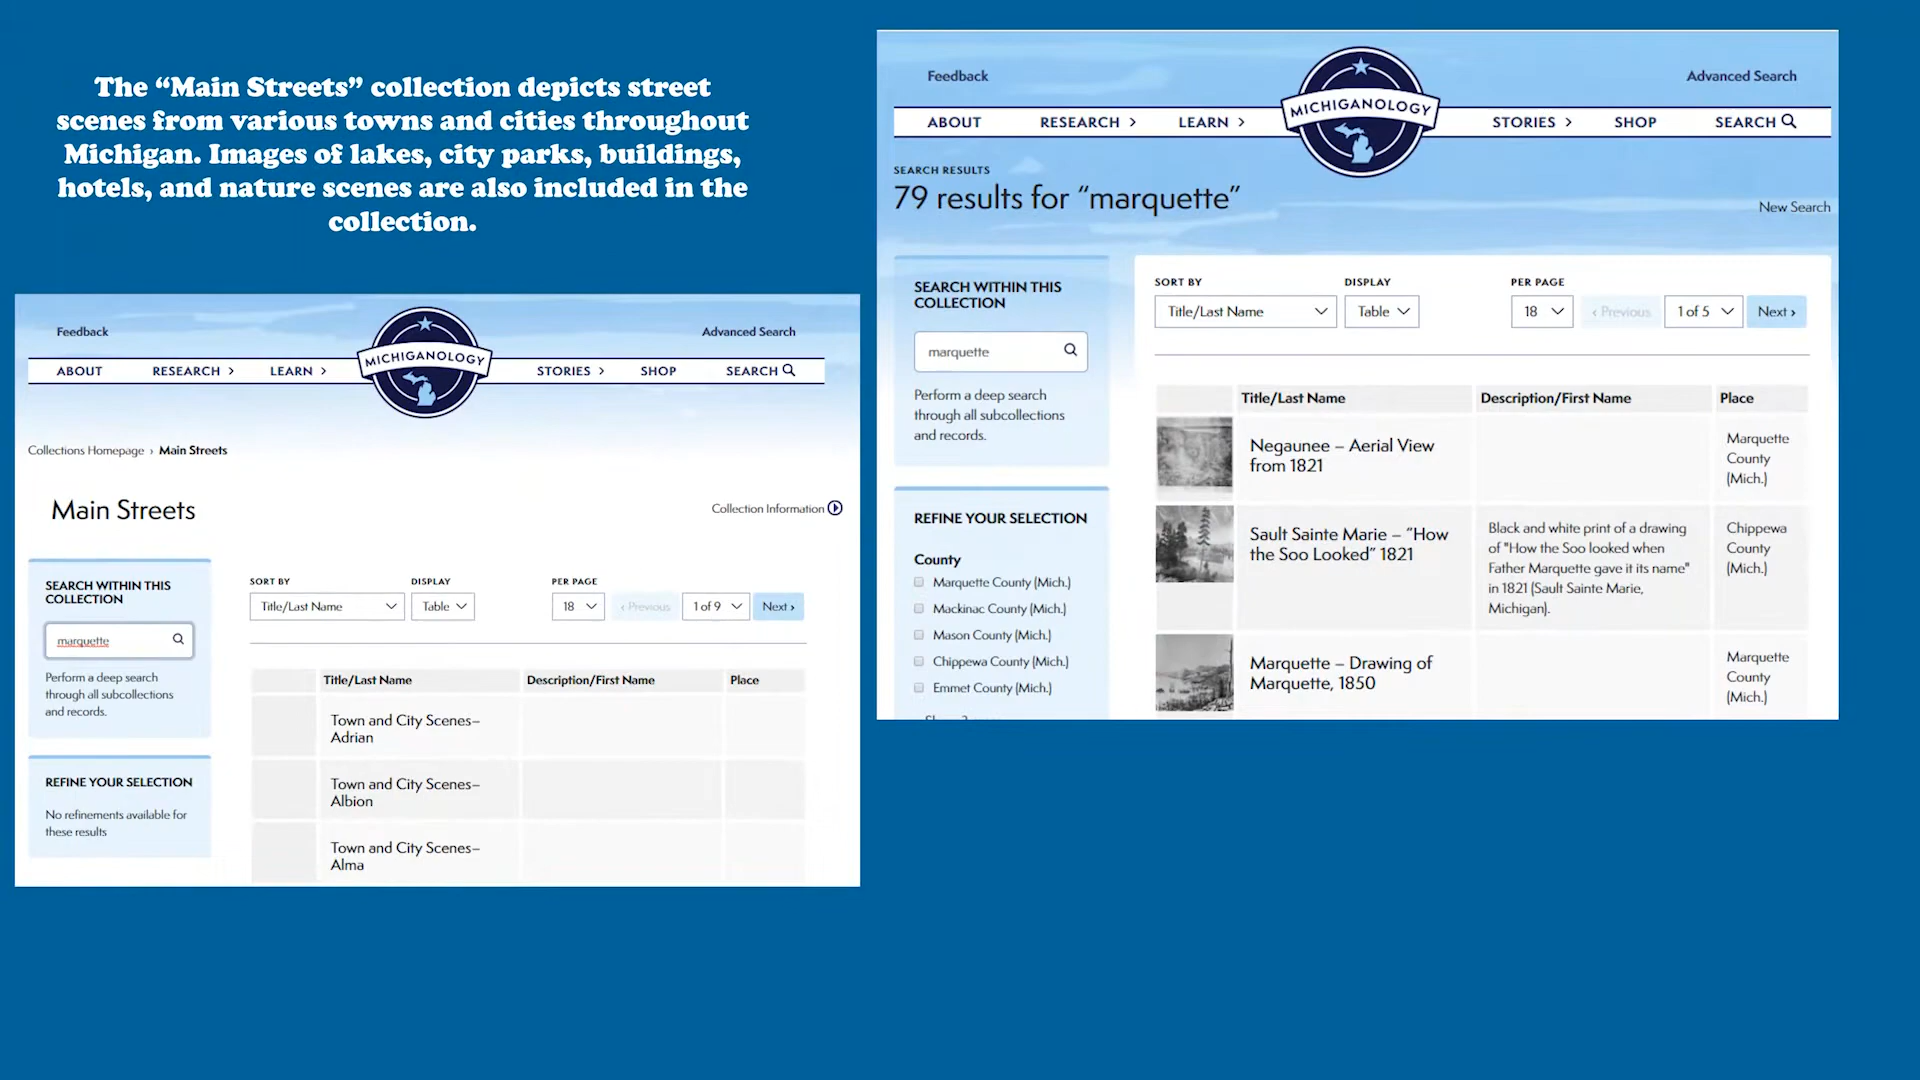 The “Main Streets” collection depicts street
scenes from various towns and cities throughout
Michigan. Images of lakes, city parks, buildings,
hotels, and nature scenes are also included in the
collection.
Feedback
Advanced Search
ABOUT
RESEARCH >
LEARN >
MICHIGANOLOGY
STORIES >
SHOP
SEARCH
Collections Homepage › Main Streets
Main Streets
Collection Information
SEARCH WITHIN THIS
COLLECTION
marquette
Perform a deep search
through all subcollections
and records.
REFINE YOUR SELECTION
No refinements available for
these results
SORT BY
Title/Last Name
DISPLAY
Table
PER PAGE
18
‹ Previous
1 of 9
Next ›
Title/Last Name
Description/First Name
Place
Town and City Scenes–
Adrian
Town and City Scenes–
Albion
Town and City Scenes–
Alma
Feedback
Advanced Search
ABOUT
RESEARCH >
LEARN >
MICHIGANOLOGY
STORIES >
SHOP
SEARCH
SEARCH RESULTS
79 results for “marquette”
New Search
SEARCH WITHIN THIS
COLLECTION
marquette
Perform a deep search
through all subcollections
and records.
REFINE YOUR SELECTION
County
Marquette County (Mich.)
Mackinac County (Mich.)
Mason County (Mich.)
Chippewa County (Mich.)
Emmet County (Mich.)
SORT BY
Title/Last Name
DISPLAY
Table
PER PAGE
18
‹ Previous
1 of 5
Next ›
Title/Last Name
Description/First Name
Place
Negaunee – Aerial View
from 1821
Marquette
County
(Mich.)
Sault Sainte Marie – “How
the Soo Looked” 1821
Black and white print of a drawing
of "How the Soo looked when
Father Marquette gave it its name"
in 1821 (Sault Sainte Marie,
Michigan).
Chippewa
County
(Mich.)
Marquette – Drawing of
Marquette, 1850
Marquette
County
(Mich.)